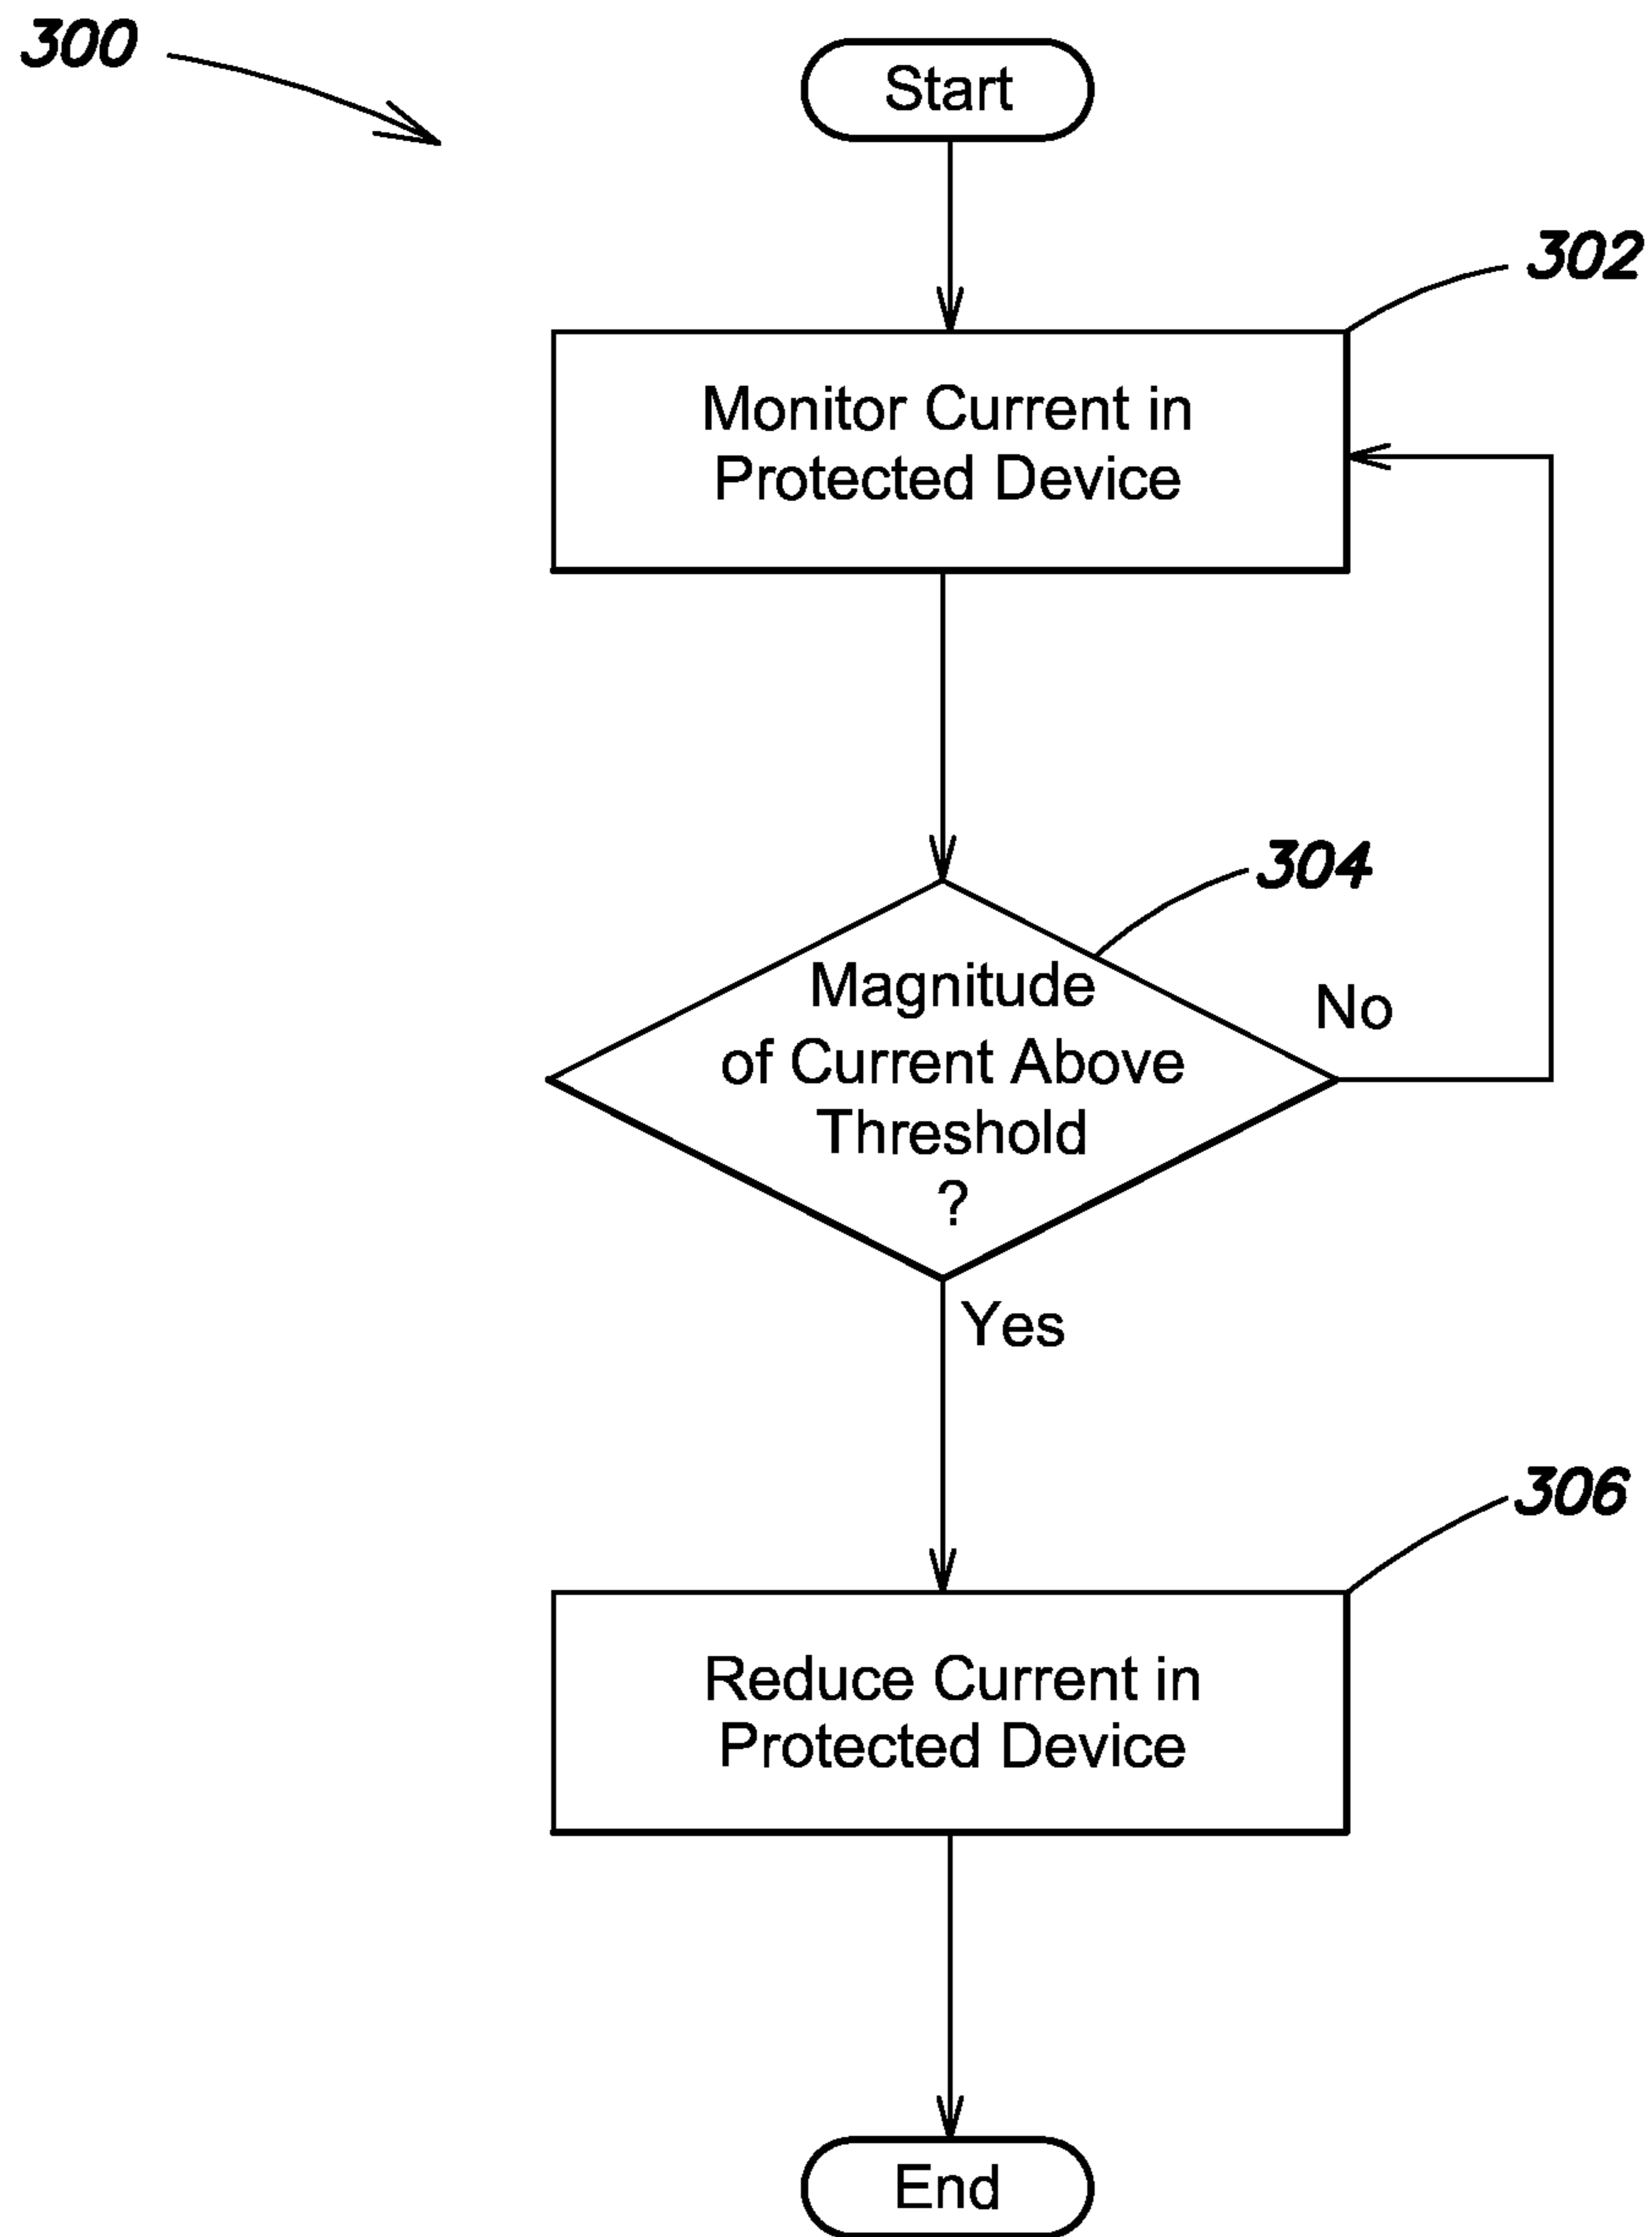 300
Start
302
Monitor Current in
Protected Device
304
Magnitude
of Current Above
Threshold
?
No
Yes
306
Reduce Current in
Protected Device
End